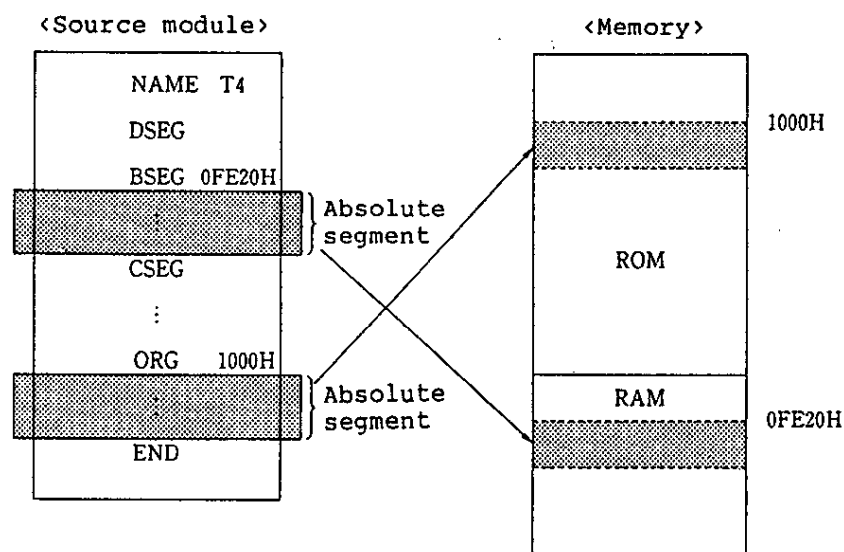 <Source module>
NAME T4
DSEG
BSEG 0FE20H
⋮
Absolute
segment
CSEG
⋮
ORG 1000H
⋮
Absolute
segment
END
<Memory>
1000H
ROM
RAM
0FE20H